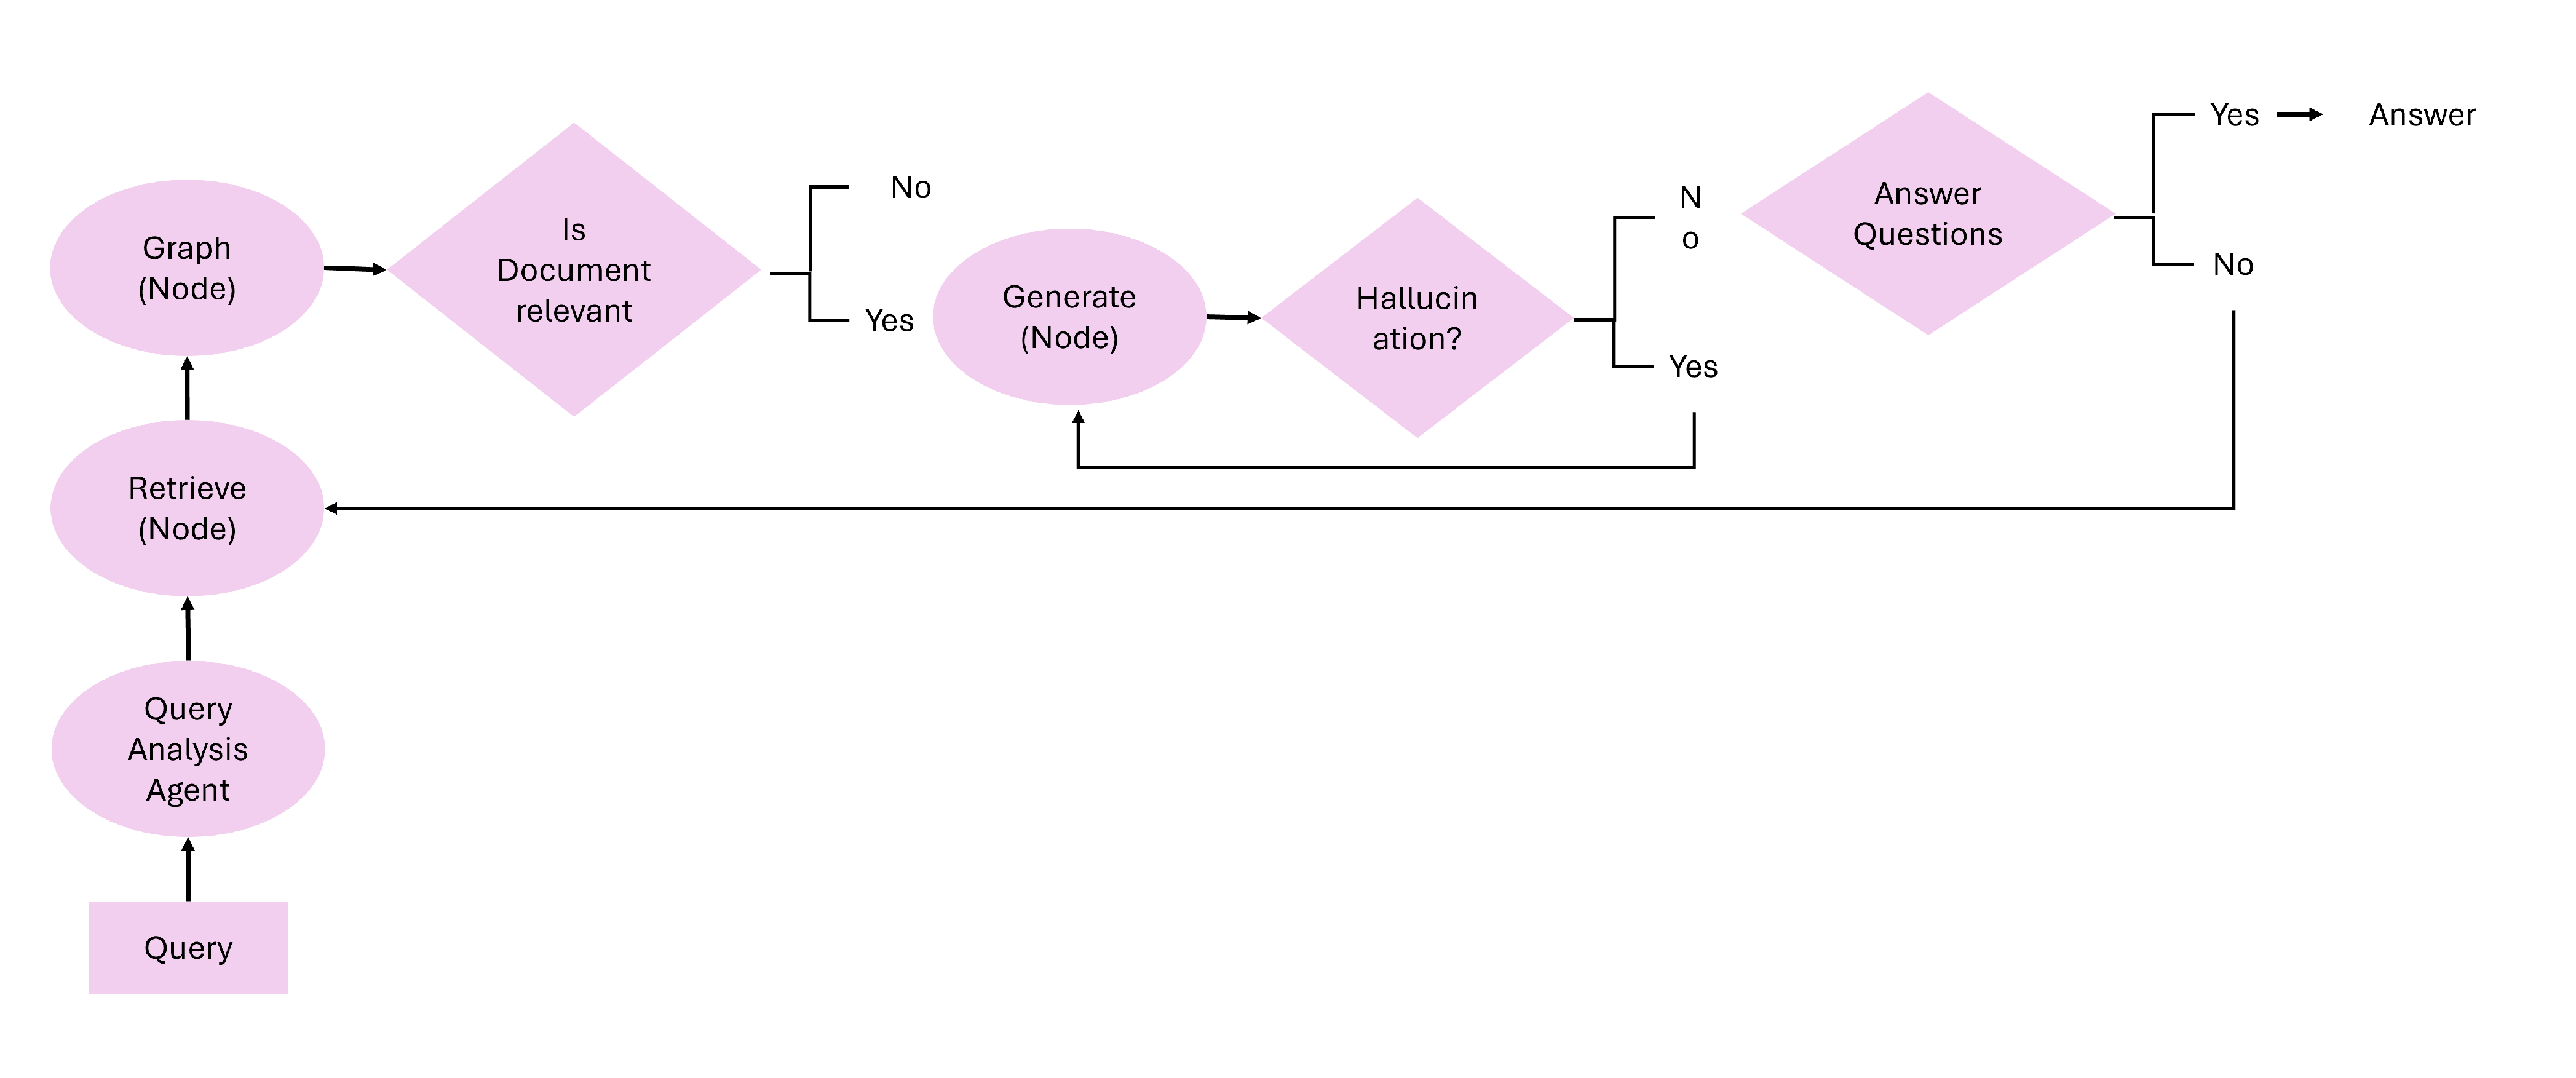 Graph
(Node)
Is
Document
relevant
No
Yes
Generate
(Node)
Hallucin
ation?
N
o
Yes
Answer
Questions
Yes
Answer
No
Retrieve
(Node)
Query
Analysis
Agent
Query